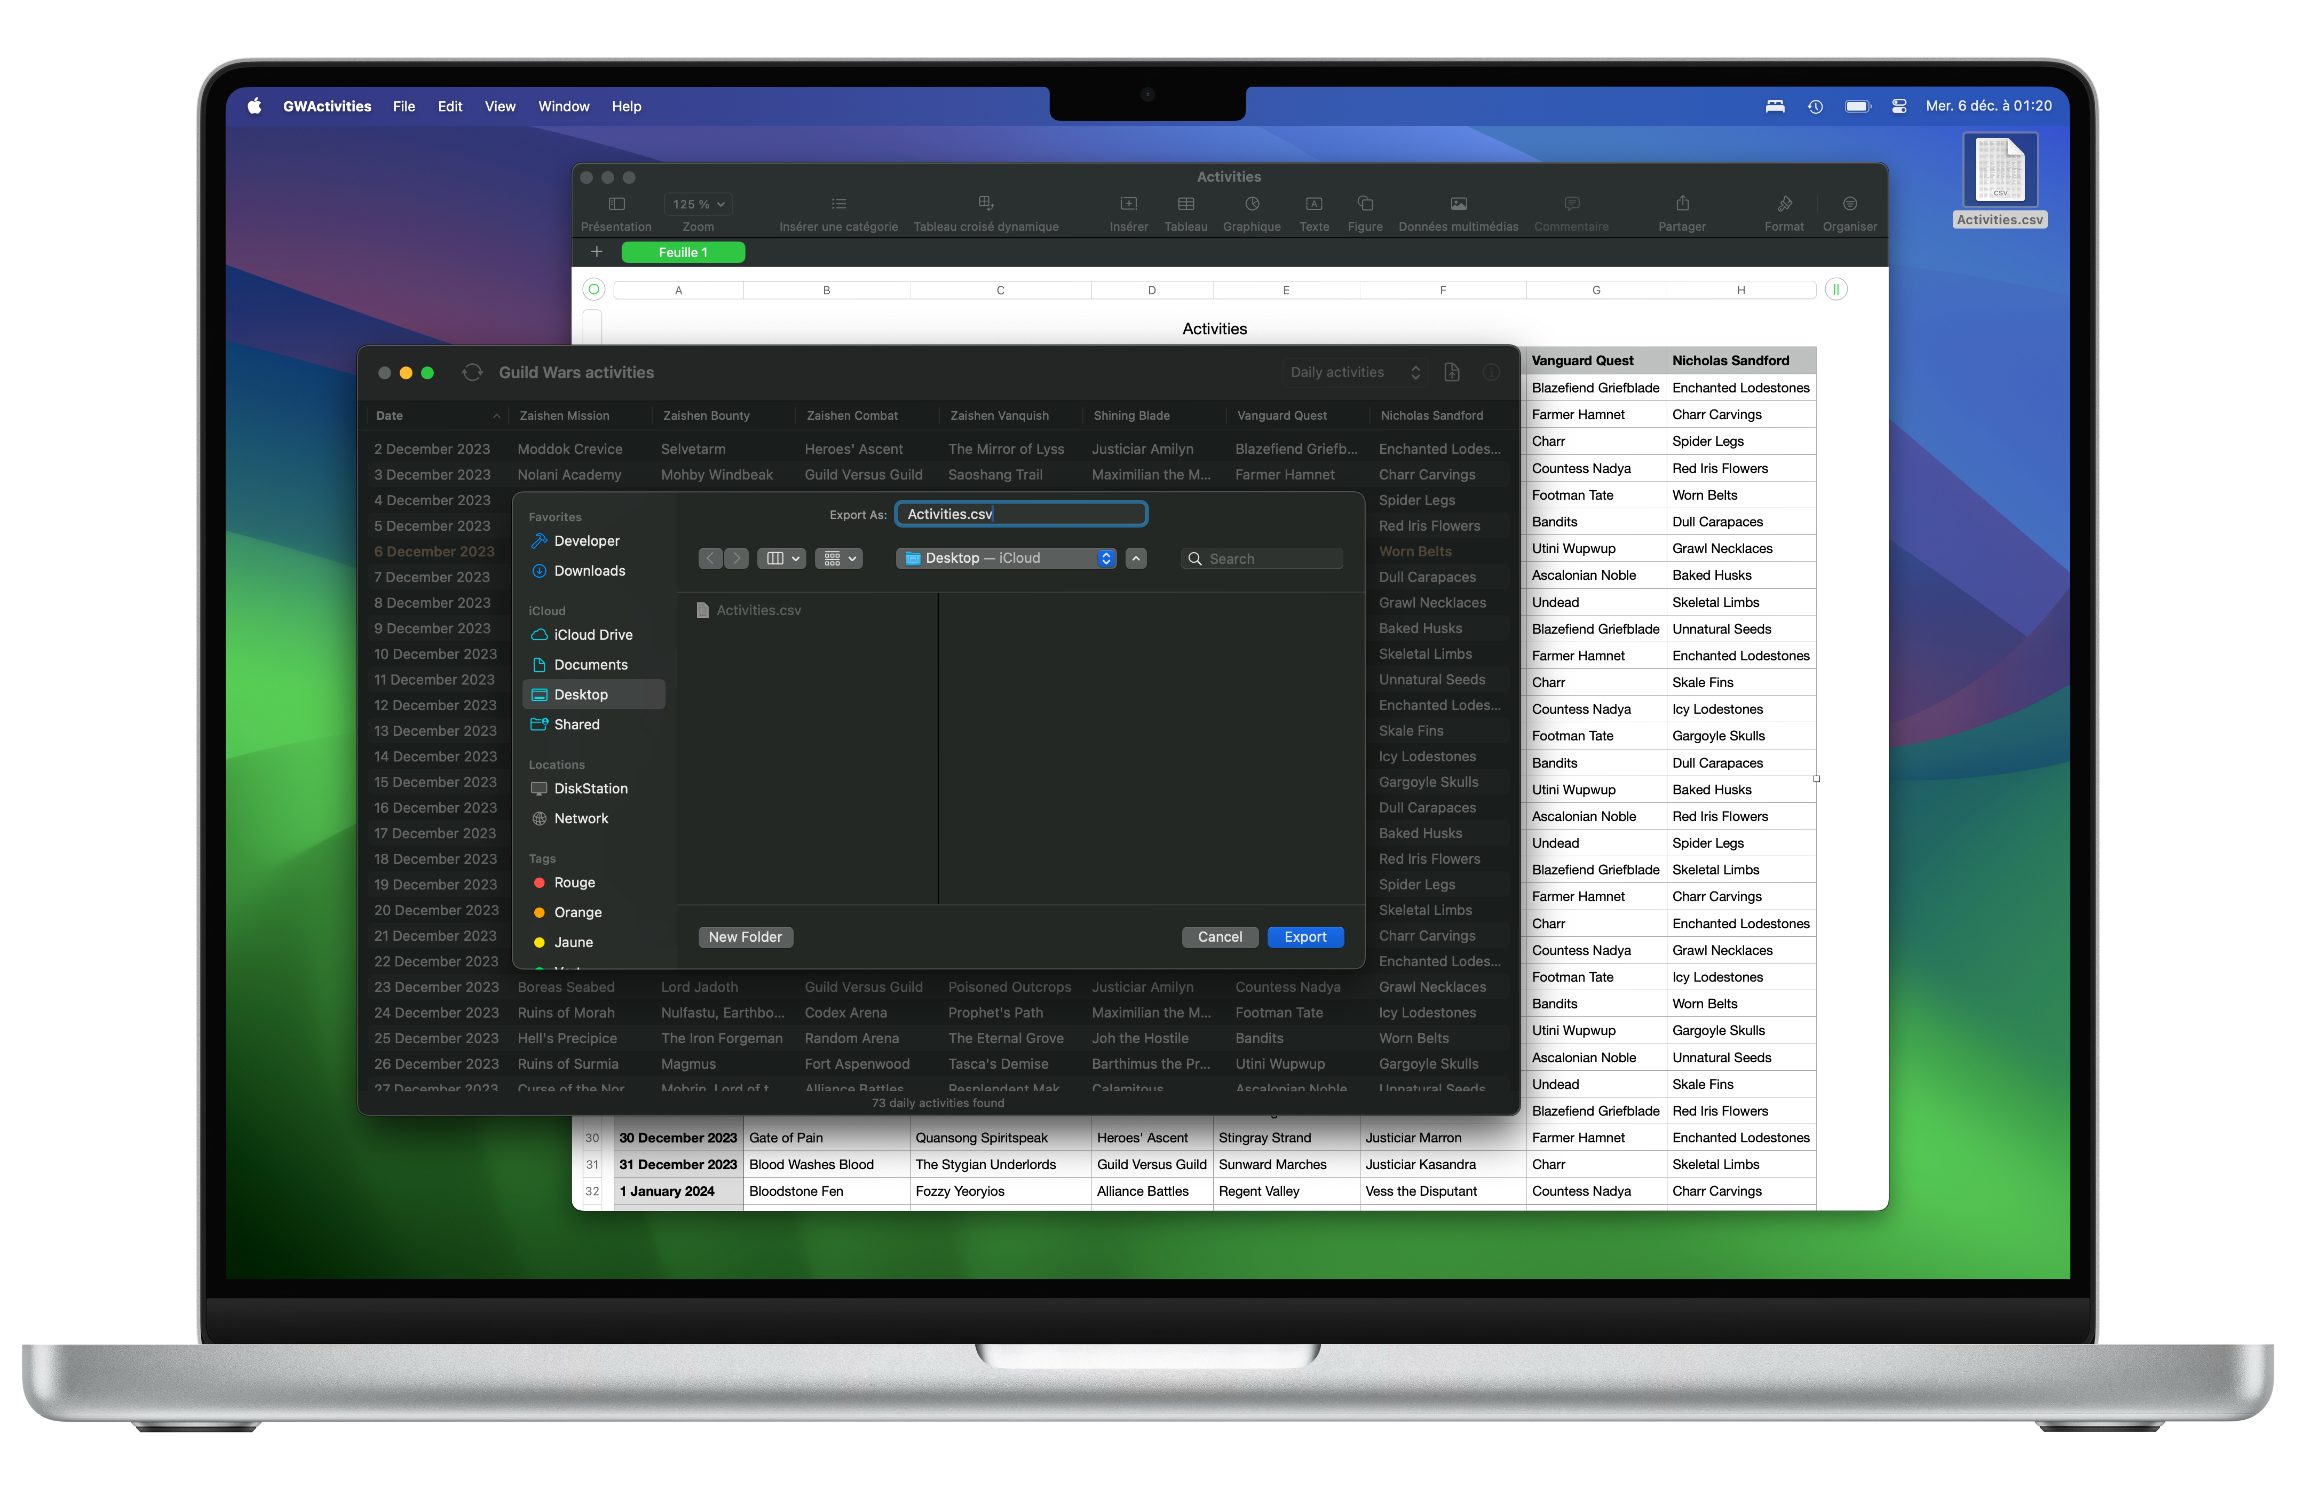 GWActivities File Edit View Window Help Mer. 6 déc. à 01:20
CSV
Activities.csv
Activities
125 %
Présentation Zoom Insérer une catégorie Tableau croisé dynamique Insérer Tableau Graphique Texte Figure Données multimédias Commentaire Partager Format Organiser
Feuille 1
A B C D E F G H
Activities
Vanguard Quest Nicholas Sandford
Blazefiend Griefblade Enchanted Lodestones
Farmer Hamnet Charr Carvings
Charr Spider Legs
Countess Nadya Red Iris Flowers
Footman Tate Worn Belts
Bandits Dull Carapaces
Utini Wupwup Grawl Necklaces
Ascalonian Noble Baked Husks
Undead Skeletal Limbs
Blazefiend Griefblade Unnatural Seeds
Farmer Hamnet Enchanted Lodestones
Charr Skale Fins
Countess Nadya Icy Lodestones
Footman Tate Gargoyle Skulls
Bandits Dull Carapaces
Utini Wupwup Baked Husks
Ascalonian Noble Red Iris Flowers
Undead Spider Legs
Blazefiend Griefblade Skeletal Limbs
Farmer Hamnet Charr Carvings
Charr Enchanted Lodestones
Countess Nadya Grawl Necklaces
Footman Tate Icy Lodestones
Bandits Worn Belts
Utini Wupwup Gargoyle Skulls
Ascalonian Noble Unnatural Seeds
Undead Skale Fins
Blazefiend Griefblade Red Iris Flowers
30 30 December 2023 Gate of Pain Quansong Spiritspeak Heroes' Ascent Stingray Strand Justiciar Marron Farmer Hamnet Enchanted Lodestones
31 31 December 2023 Blood Washes Blood The Stygian Underlords Guild Versus Guild Sunward Marches Justiciar Kasandra Charr Skeletal Limbs
32 1 January 2024 Bloodstone Fen Fozzy Yeoryios Alliance Battles Regent Valley Vess the Disputant Countess Nadya Charr Carvings
Guild Wars activities Daily activities
Date Zaishen Mission Zaishen Bounty Zaishen Combat Zaishen Vanquish Shining Blade Vanguard Quest Nicholas Sandford
2 December 2023 Moddok Crevice Selvetarm Heroes' Ascent The Mirror of Lyss Justiciar Amilyn Blazefiend Griefb... Enchanted Lodes...
3 December 2023 Nolani Academy Mohby Windbeak Guild Versus Guild Saoshang Trail Maximilian the M... Farmer Hamnet Charr Carvings
4 December 2023 Spider Legs
5 December 2023 Red Iris Flowers
6 December 2023 Worn Belts
7 December 2023 Dull Carapaces
8 December 2023 Grawl Necklaces
9 December 2023 Baked Husks
10 December 2023 Skeletal Limbs
11 December 2023 Unnatural Seeds
12 December 2023 Enchanted Lodes...
13 December 2023 Skale Fins
14 December 2023 Icy Lodestones
15 December 2023 Gargoyle Skulls
16 December 2023 Dull Carapaces
17 December 2023 Baked Husks
18 December 2023 Red Iris Flowers
19 December 2023 Spider Legs
20 December 2023 Skeletal Limbs
21 December 2023 Charr Carvings
22 December 2023 Enchanted Lodes...
23 December 2023 Boreas Seabed Lord Jadoth Guild Versus Guild Poisoned Outcrops Justiciar Amilyn Countess Nadya Grawl Necklaces
24 December 2023 Ruins of Morah Nulfastu, Earthbo... Codex Arena Prophet's Path Maximilian the M... Footman Tate Icy Lodestones
25 December 2023 Hell's Precipice The Iron Forgeman Random Arena The Eternal Grove Joh the Hostile Bandits Worn Belts
26 December 2023 Ruins of Surmia Magmus Fort Aspenwood Tasca's Demise Barthimus the Pr... Utini Wupwup Gargoyle Skulls
27 December 2023 Curse of the Nor Mobrin, Lord of t Alliance Battles Resplendent Mak Calamitous Ascalonian Noble Unnatural Seeds
73 daily activities found
Export As: Activities.csv
Desktop — iCloud
Search
Activities.csv
Favorites
Developer
Downloads
iCloud
iCloud Drive
Documents
Desktop
Shared
Locations
DiskStation
Network
Tags
Rouge
Orange
Jaune
New Folder Cancel Export